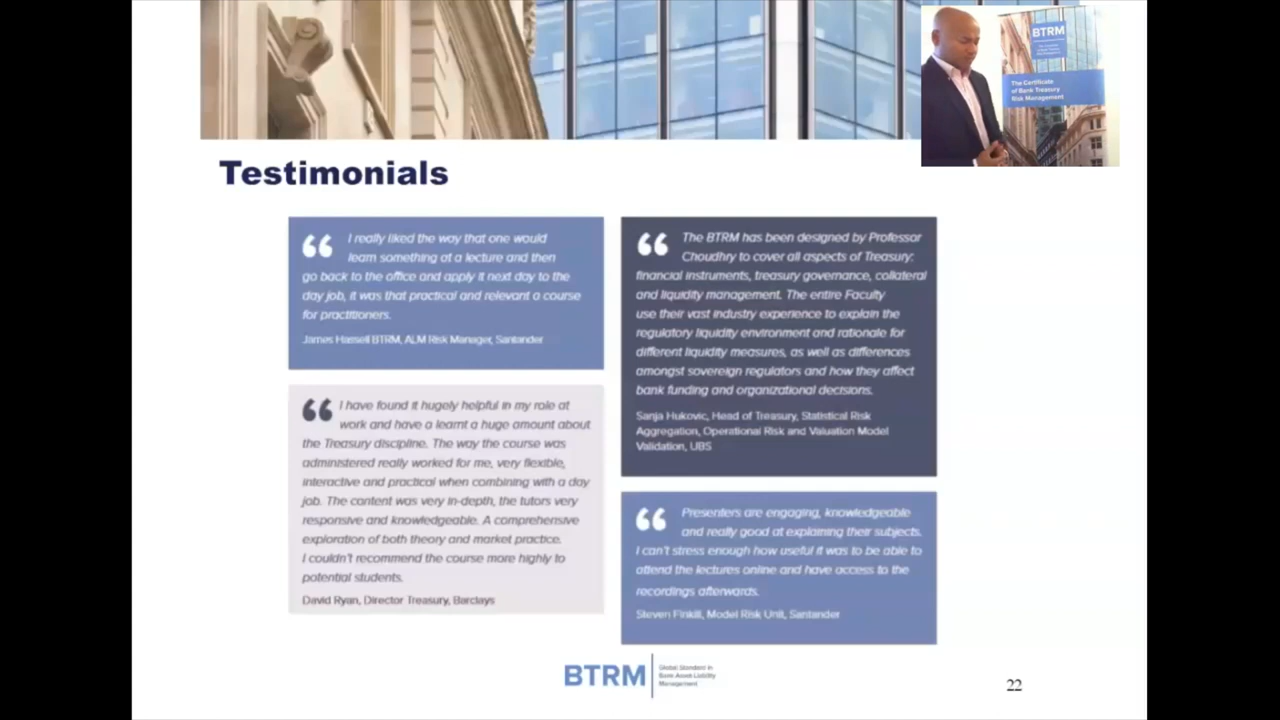 BTRM
The Certificate
of Bank Treasury
Risk Management
Testimonials
I really liked the way that one would
learn something at a lecture and then
go back to the office and apply it next day to the
day job, it was that practical and relevant a course
for practitioners.
James Hassell BTRM, ALM Risk Manager, Santander
I have found it hugely helpful in my role at
work and have a learnt a huge amount about
the Treasury discipline. The way the course was
administered really worked for me, very flexible,
interactive and practical when combining with a day
job. The content was very in-depth, the tutors very
responsive and knowledgeable. A comprehensive
exploration of both theory and market practice.
I couldn't recommend the course more highly to
potential students.
David Ryan, Director Treasury, Barclays
The BTRM has been designed by Professor
Choudhry to cover all aspects of Treasury:
financial instruments, treasury governance, collateral
and liquidity management. The entire Faculty
use their vast industry experience to explain the
regulatory liquidity environment and rationale for
different liquidity measures, as well as differences
amongst sovereign regulators and how they affect
bank funding and organizational decisions.
Sanja Hukovic, Head of Treasury, Statistical Risk
Aggregation, Operational Risk and Valuation Model
Validation, UBS
Presenters are engaging, knowledgeable
and really good at explaining their subjects.
I can't stress enough how useful it was to be able to
attend the lectures online and have access to the
recordings afterwards.
Steven Finkill, Model Risk Unit, Santander
BTRM
Global Standard in
Bank Asset Liability
Management
22